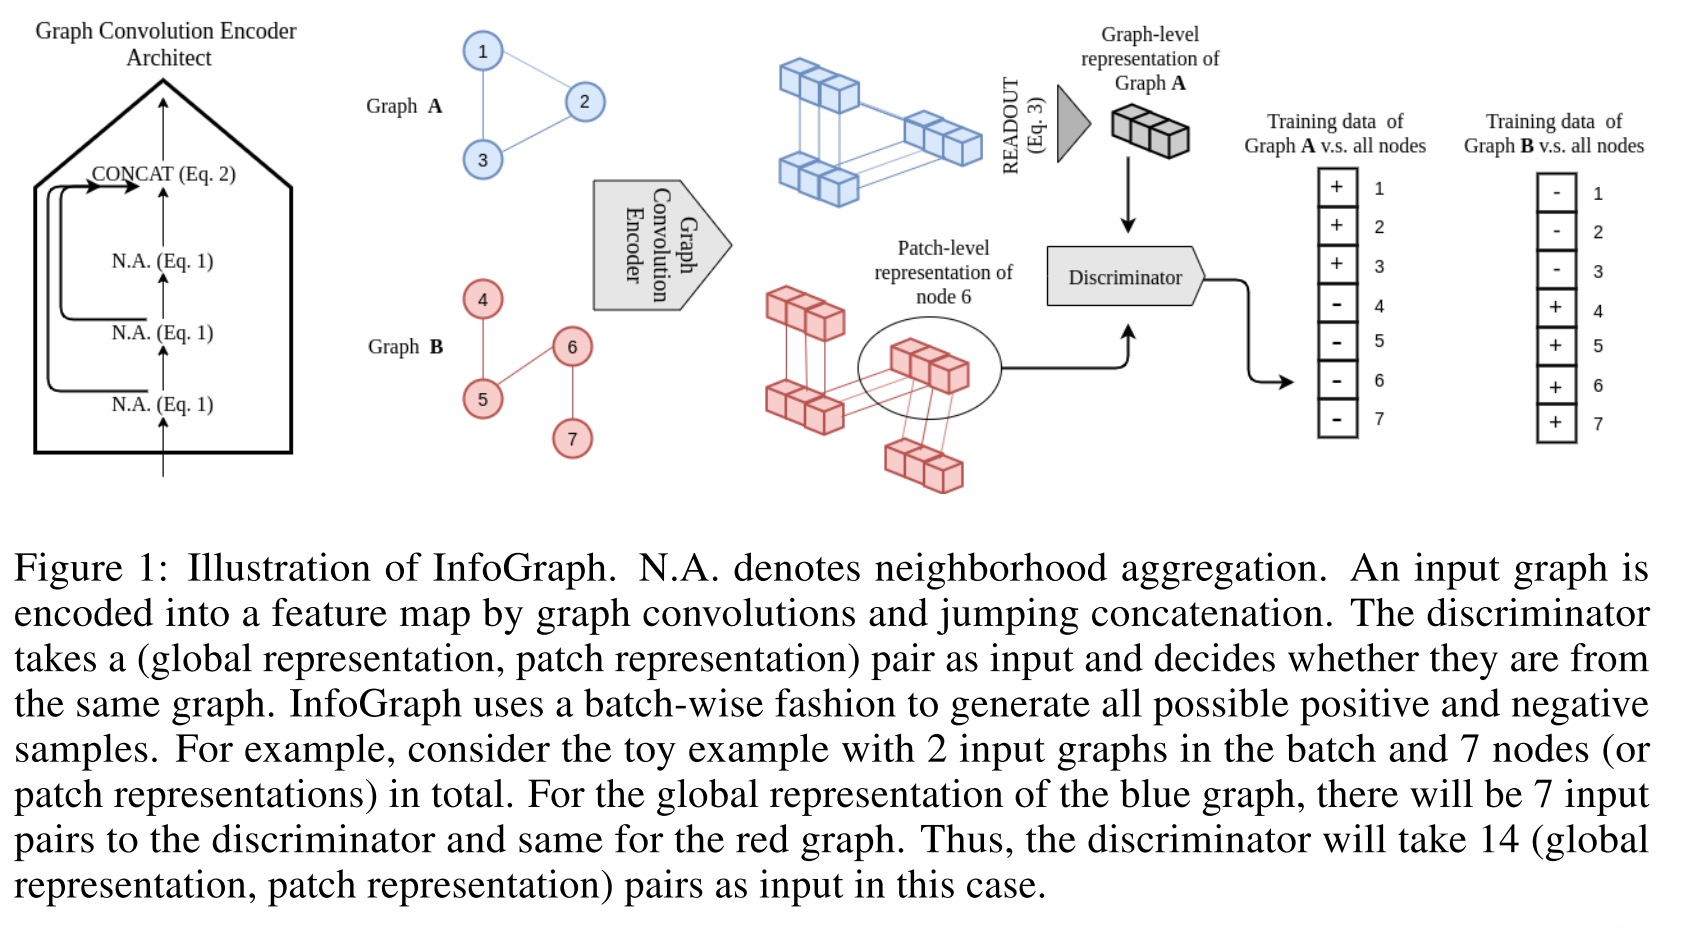 Graph Convolution Encoder
Architect
CONCAT (Eq. 2)
N.A. (Eq. 1)
N.A. (Eq. 1)
N.A. (Eq. 1)
Graph A
1
2
3
Graph B
4
5
6
7
Graph
Convolution
Encoder
READOUT
(Eq. 3)
Graph-level
representation of
Graph A
Patch-level
representation of
node 6
Discriminator
Training data of
Graph A v.s. all nodes
+ 1
+ 2
+ 3
- 4
- 5
- 6
- 7
Training data of
Graph B v.s. all nodes
- 1
- 2
- 3
+ 4
+ 5
+ 6
+ 7
Figure 1: Illustration of InfoGraph. N.A. denotes neighborhood aggregation. An input graph is
encoded into a feature map by graph convolutions and jumping concatenation. The discriminator
takes a (global representation, patch representation) pair as input and decides whether they are from
the same graph. InfoGraph uses a batch-wise fashion to generate all possible positive and negative
samples. For example, consider the toy example with 2 input graphs in the batch and 7 nodes (or
patch representations) in total. For the global representation of the blue graph, there will be 7 input
pairs to the discriminator and same for the red graph. Thus, the discriminator will take 14 (global
representation, patch representation) pairs as input in this case.